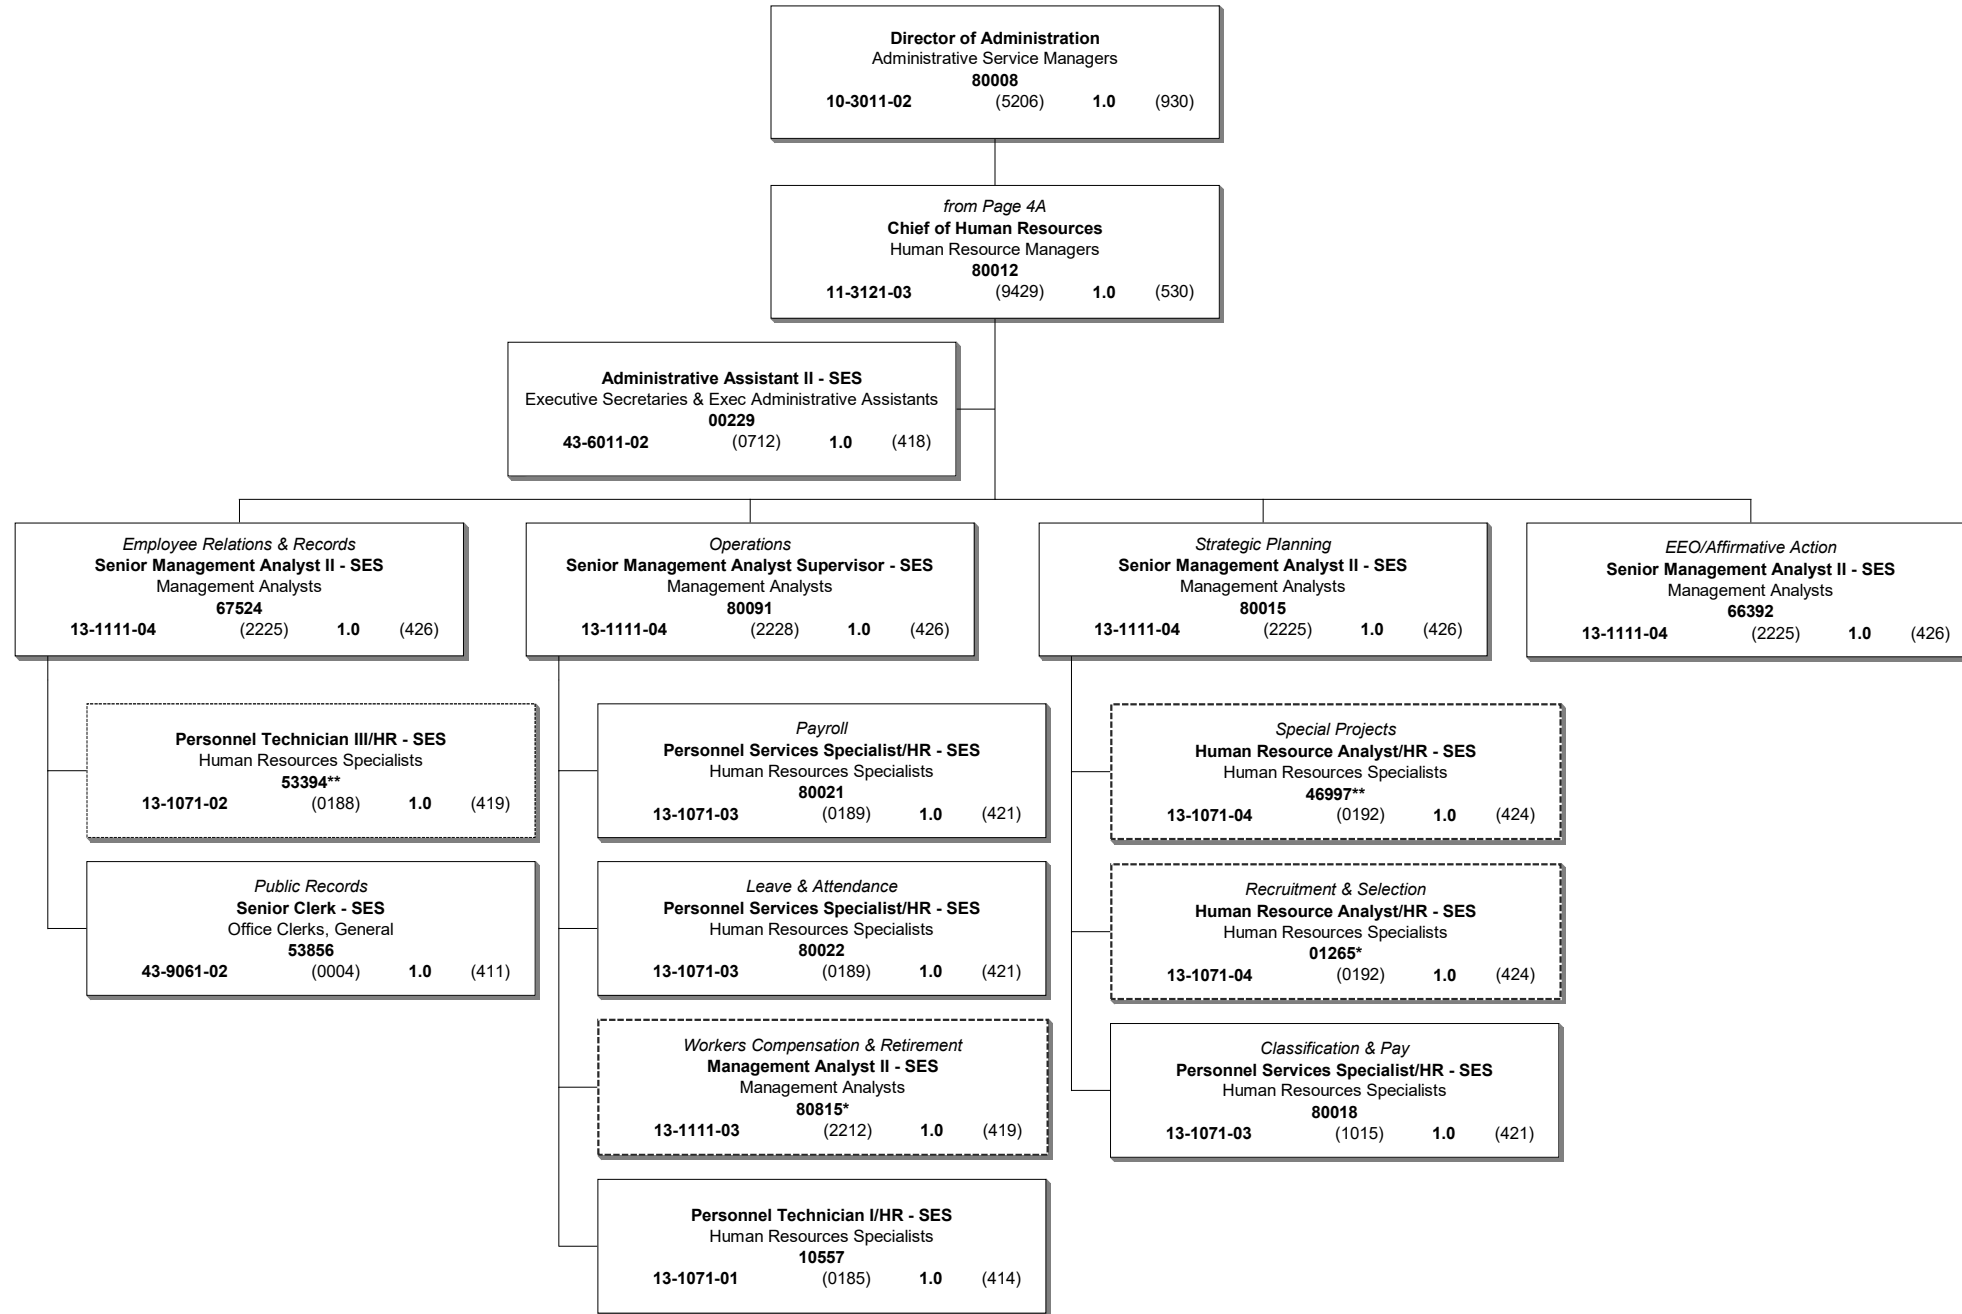 Director of Administration
Administrative Service Managers
80008
10-3011-02 (5206) 1.0 (930)
from Page 4A
Chief of Human Resources
Human Resource Managers
80012
11-3121-03 (9429) 1.0 (530)
Administrative Assistant II - SES
Executive Secretaries & Exec Administrative Assistants
00229
43-6011-02 (0712) 1.0 (418)
Employee Relations & Records
Senior Management Analyst II - SES
Management Analysts
67524
13-1111-04 (2225) 1.0 (426)
Operations
Senior Management Analyst Supervisor - SES
Management Analysts
80091
13-1111-04 (2228) 1.0 (426)
Strategic Planning
Senior Management Analyst II - SES
Management Analysts
80015
13-1111-04 (2225) 1.0 (426)
EEO/Affirmative Action
Senior Management Analyst II - SES
Management Analysts
66392
13-1111-04 (2225) 1.0 (426)
Personnel Technician III/HR - SES
Human Resources Specialists
53394**
13-1071-02 (0188) 1.0 (419)
Public Records
Senior Clerk - SES
Office Clerks, General
53856
43-9061-02 (0004) 1.0 (411)
Payroll
Personnel Services Specialist/HR - SES
Human Resources Specialists
80021
13-1071-03 (0189) 1.0 (421)
Leave & Attendance
Personnel Services Specialist/HR - SES
Human Resources Specialists
80022
13-1071-03 (0189) 1.0 (421)
Workers Compensation & Retirement
Management Analyst II - SES
Management Analysts
80815*
13-1111-03 (2212) 1.0 (419)
Personnel Technician I/HR - SES
Human Resources Specialists
10557
13-1071-01 (0185) 1.0 (414)
Special Projects
Human Resource Analyst/HR - SES
Human Resources Specialists
46997**
13-1071-04 (0192) 1.0 (424)
Recruitment & Selection
Human Resource Analyst/HR - SES
Human Resources Specialists
01265*
13-1071-04 (0192) 1.0 (424)
Classification & Pay
Personnel Services Specialist/HR - SES
Human Resources Specialists
80018
13-1071-03 (1015) 1.0 (421)